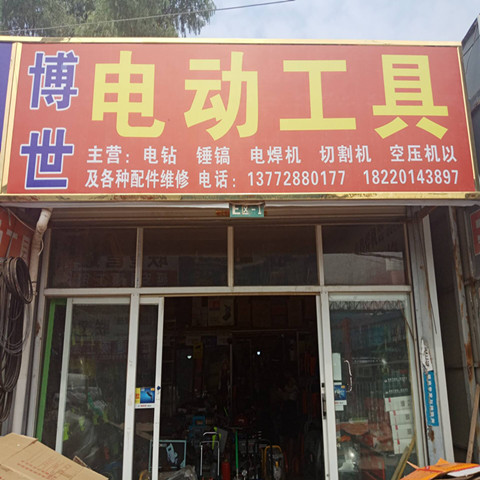 博世
电动工具
主营：电钻 锤镐 电焊机 切割机 空压机以
及各种配件维修 电话：13772880177 18220143897